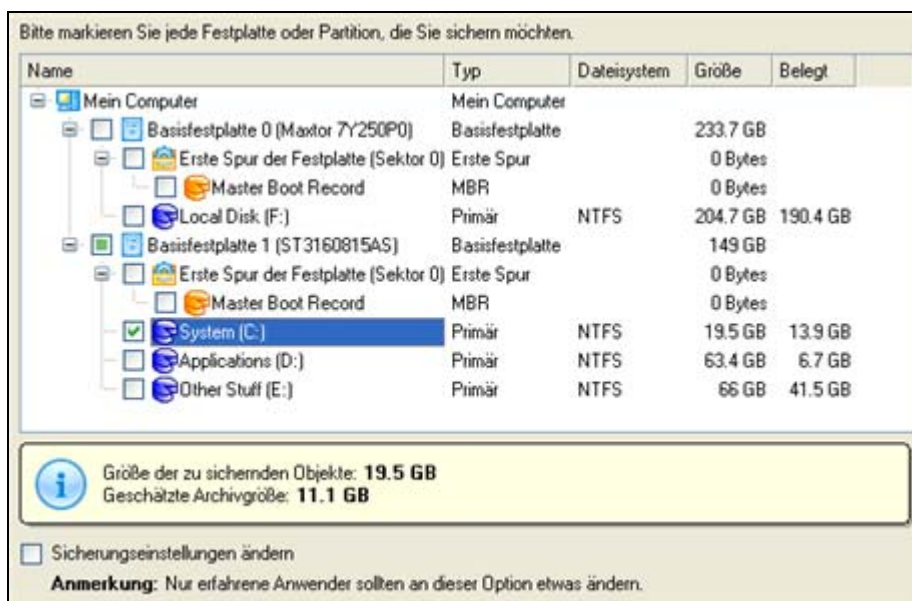 Bitte markieren Sie jede Festplatte oder Partition, die Sie sichern möchten.
Name Typ Dateisystem Größe Belegt
Mein Computer Mein Computer
Basisfestplatte 0 (Maxtor 7Y250P0) Basisfestplatte 233.7 GB
Erste Spur der Festplatte (Sektor 0) Erste Spur 0 Bytes
Master Boot Record MBR 0 Bytes
Local Disk (F:) Primär NTFS 204.7 GB 190.4 GB
Basisfestplatte 1 (ST3160815AS) Basisfestplatte 149 GB
Erste Spur der Festplatte (Sektor 0) Erste Spur 0 Bytes
Master Boot Record MBR 0 Bytes
System (C:) Primär NTFS 19.5 GB 13.9 GB
Applications (D:) Primär NTFS 63.4 GB 6.7 GB
Other Stuff (E:) Primär NTFS 66 GB 41.5 GB
Größe der zu sichernden Objekte: 19.5 GB
Geschätzte Archivgröße: 11.1 GB
Sicherungseinstellungen ändern
Anmerkung: Nur erfahrene Anwender sollten an dieser Option etwas ändern.